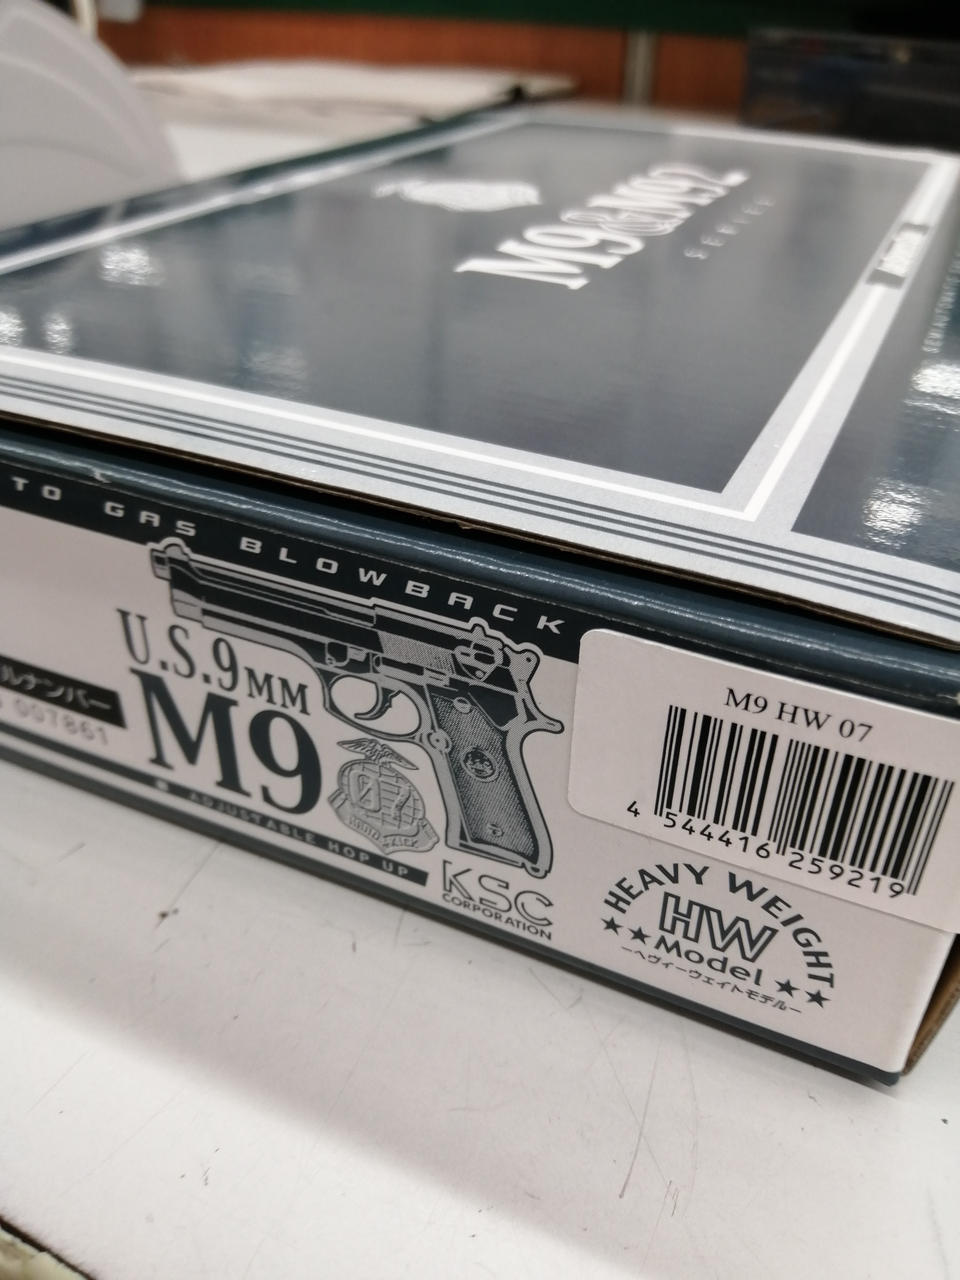 M9&M92
SERIES
TO GAS BLOWBACK
U.S.9MM
M9
ルナンバー
007861
ADJUSTABLE HOP UP
07
KSC
CORPORATION
M9 HW 07
4 544416 259219
HEAVY WEIGHT
HW
Model
-ヘヴィーウェイトモデル-